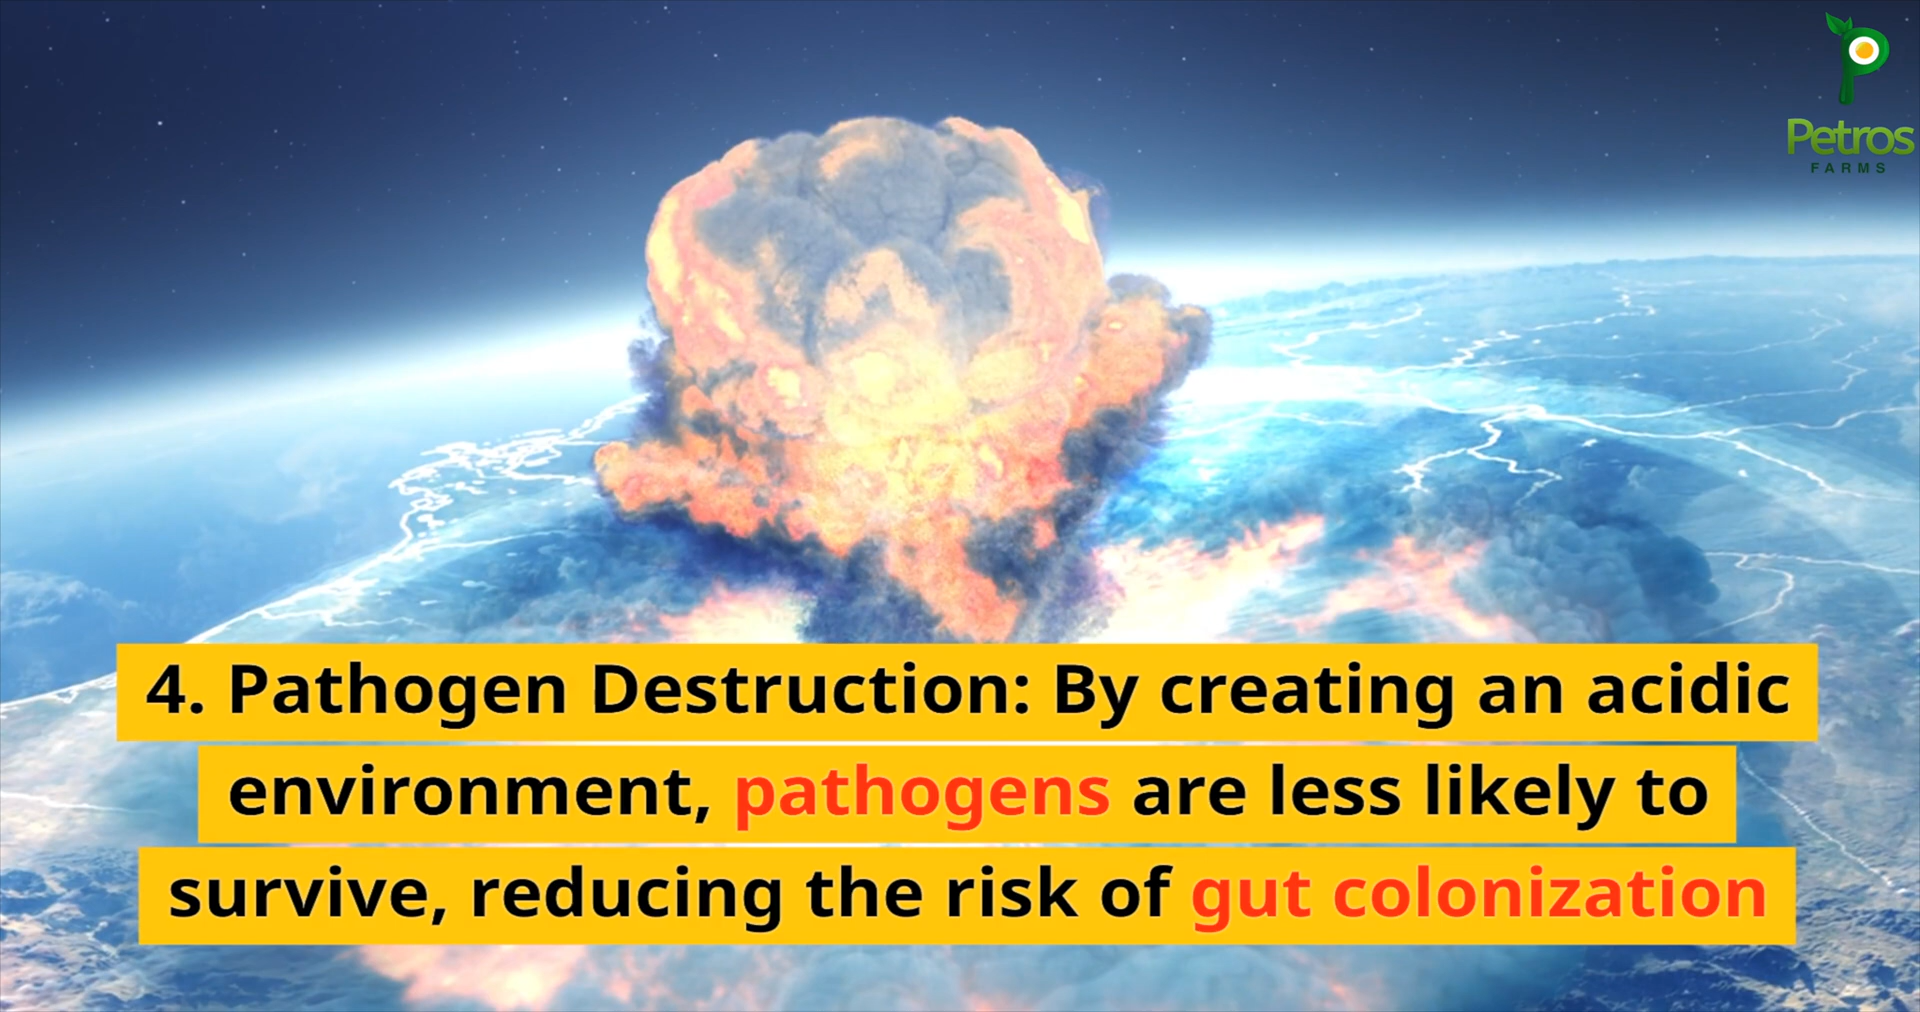 Petros
FARMS
4. Pathogen Destruction: By creating an acidic
environment, pathogens are less likely to
survive, reducing the risk of gut colonization